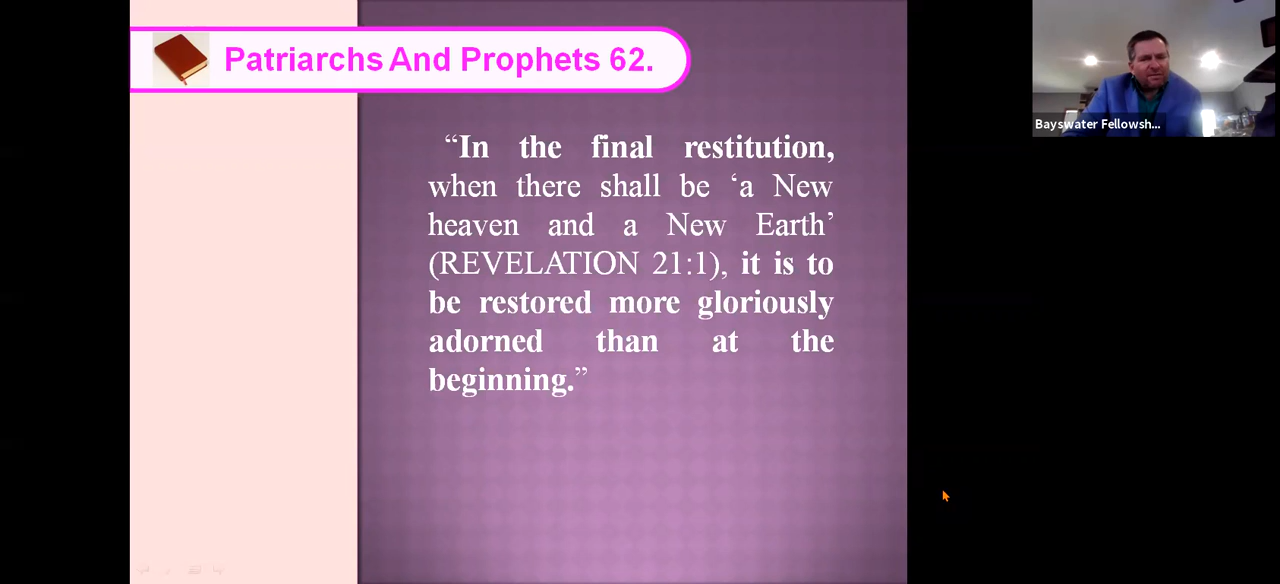 Patriarchs And Prophets 62.
“In the final restitution,
when there shall be ‘a New
heaven and a New Earth’
(REVELATION 21:1), it is to
be restored more gloriously
adorned than at the
beginning.”
Bayswater Fellowsh...